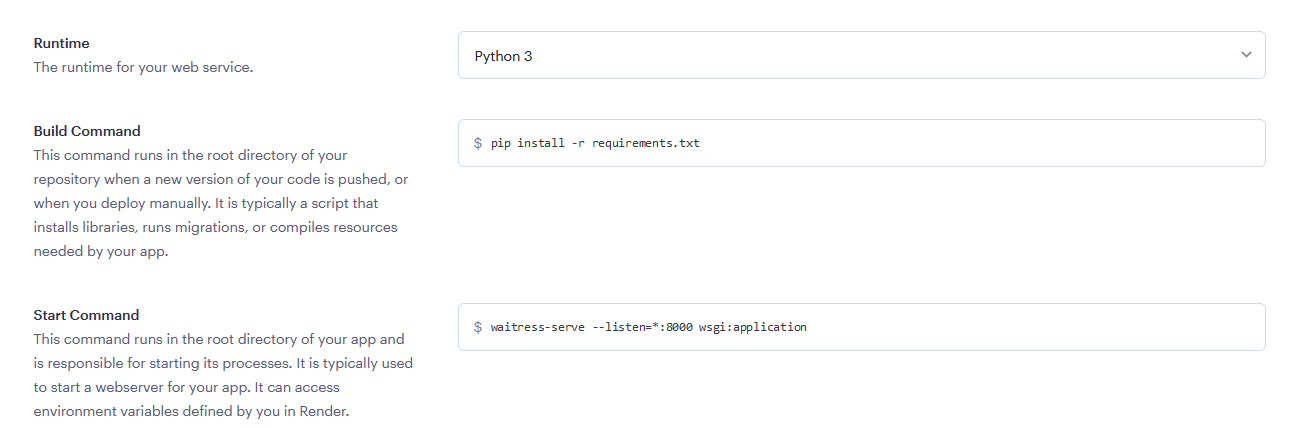 Runtime
The runtime for your web service.
Python 3
Build Command
This command runs in the root directory of your
repository when a new version of your code is pushed, or
when you deploy manually. It is typically a script that
installs libraries, runs migrations, or compiles resources
needed by your app.
$ pip install -r requirements.txt
Start Command
This command runs in the root directory of your app and
is responsible for starting its processes. It is typically used
to start a webserver for your app. It can access
environment variables defined by you in Render.
$ waitress-serve --listen=*:8000 wsgi:application